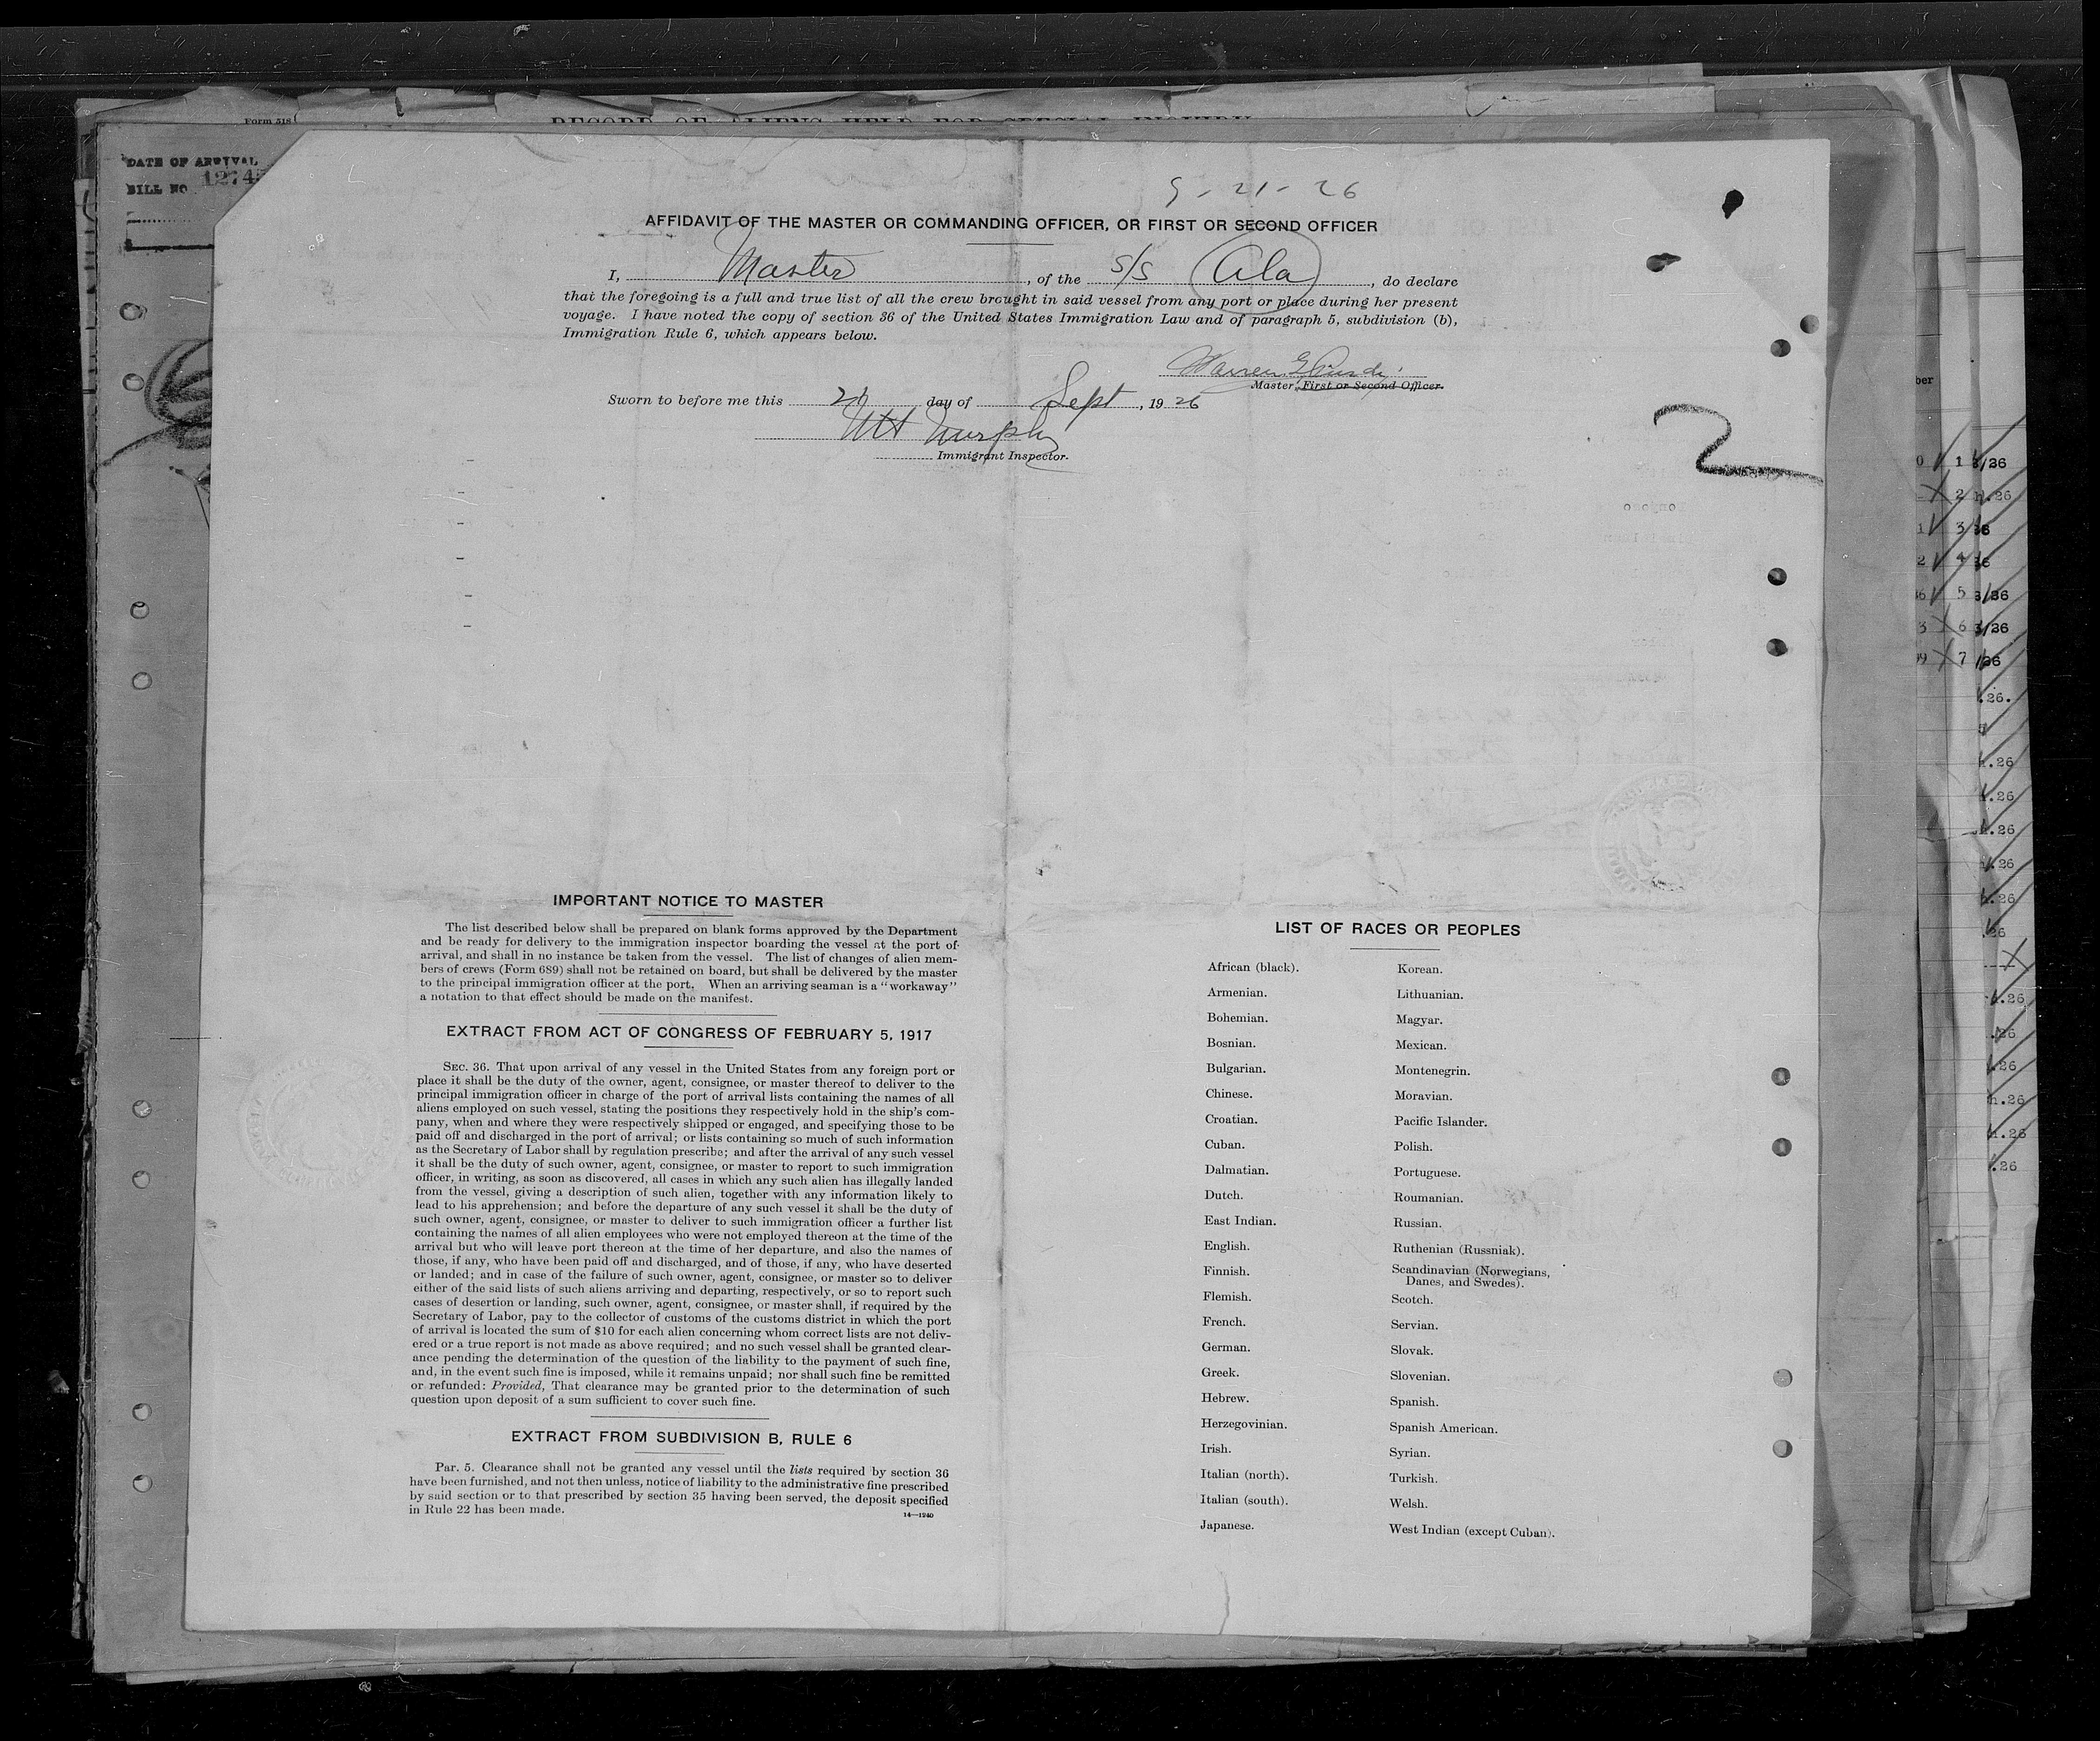 Form 518
RECORD OF ALIENS HELD FOR SPECIAL INQUIRY
DATE OF ARRIVAL
BILL NO 1274
9-21-26
AFFIDAVIT OF THE MASTER OR COMMANDING OFFICER, OR FIRST OR SECOND OFFICER
I, Master, of the S/S Ala, do declare
that the foregoing is a full and true list of all the crew brought in said vessel from any port or place during her present
voyage. I have noted the copy of section 36 of the United States Immigration Law and of paragraph 5, subdivision (b),
Immigration Rule 6, which appears below.
Warren
Master, First or Second Officer.
Sworn to before me this 21 day of Sept, 1926
Murphy
Immigrant Inspector.
2
IMPORTANT NOTICE TO MASTER
The list described below shall be prepared on blank forms approved by the Department
and be ready for delivery to the immigration inspector boarding the vessel at the port of
arrival, and shall in no instance be taken from the vessel. The list of changes of alien mem-
bers of crews (Form 689) shall not be retained on board, but shall be delivered by the master
to the principal immigration officer at the port. When an arriving seaman is a "workaway"
a notation to that effect should be made on the manifest.
EXTRACT FROM ACT OF CONGRESS OF FEBRUARY 5, 1917
SEC. 36. That upon arrival of any vessel in the United States from any foreign port or
place it shall be the duty of the owner, agent, consignee, or master thereof to deliver to the
principal immigration officer in charge of the port of arrival lists containing the names of all
aliens employed on such vessel, stating the positions they respectively hold in the ship's com-
pany, when and where they were respectively shipped or engaged, and specifying those to be
paid off and discharged in the port of arrival; or lists containing so much of such information
as the Secretary of Labor shall by regulation prescribe; and after the arrival of any such vessel
it shall be the duty of such owner, agent, consignee, or master to report to such immigration
officer, in writing, as soon as discovered, all cases in which any such alien has illegally landed
from the vessel, giving a description of such alien, together with any information likely to
lead to his apprehension; and before the departure of any such vessel it shall be the duty of
such owner, agent, consignee, or master to deliver to such immigration officer a further list
containing the names of all alien employees who were not employed thereon at the time of the
arrival but who will leave port thereon at the time of her departure, and also the names of
those, if any, who have been paid off and discharged, and of those, if any, who have deserted
or landed; and in case of the failure of such owner, agent, consignee, or master so to deliver
either of the said lists of such aliens arriving and departing, respectively, or so to report such
cases of desertion or landing, such owner, agent, consignee, or master shall, if required by the
Secretary of Labor, pay to the collector of customs of the customs district in which the port
of arrival is located the sum of $10 for each alien concerning whom correct lists are not deliv-
ered or a true report is not made as above required; and no such vessel shall be granted clear-
ance pending the determination of the question of the liability to the payment of such fine,
and, in the event such fine is imposed, while it remains unpaid; nor shall such fine be remitted
or refunded: Provided, That clearance may be granted prior to the determination of such
question upon deposit of a sum sufficient to cover such fine.
EXTRACT FROM SUBDIVISION B, RULE 6
Par. 5. Clearance shall not be granted any vessel until the lists required by section 36
have been furnished, and not then unless, notice of liability to the administrative fine prescribed
by said section or to that prescribed by section 35 having been served, the deposit specified
in Rule 22 has been made.
14—1240
LIST OF RACES OR PEOPLES
African (black).
Armenian.
Bohemian.
Bosnian.
Bulgarian.
Chinese.
Croatian.
Cuban.
Dalmatian.
Dutch.
East Indian.
English.
Finnish.
Flemish.
French.
German.
Greek.
Hebrew.
Herzegovinian.
Irish.
Italian (north).
Italian (south).
Japanese.
Korean.
Lithuanian.
Magyar.
Mexican.
Montenegrin.
Moravian.
Pacific Islander.
Polish.
Portuguese.
Roumanian.
Russian.
Ruthenian (Russniak).
Scandinavian (Norwegians,
Danes, and Swedes).
Scotch.
Servian.
Slovak.
Slovenian.
Spanish.
Spanish American.
Syrian.
Turkish.
Welsh.
West Indian (except Cuban).